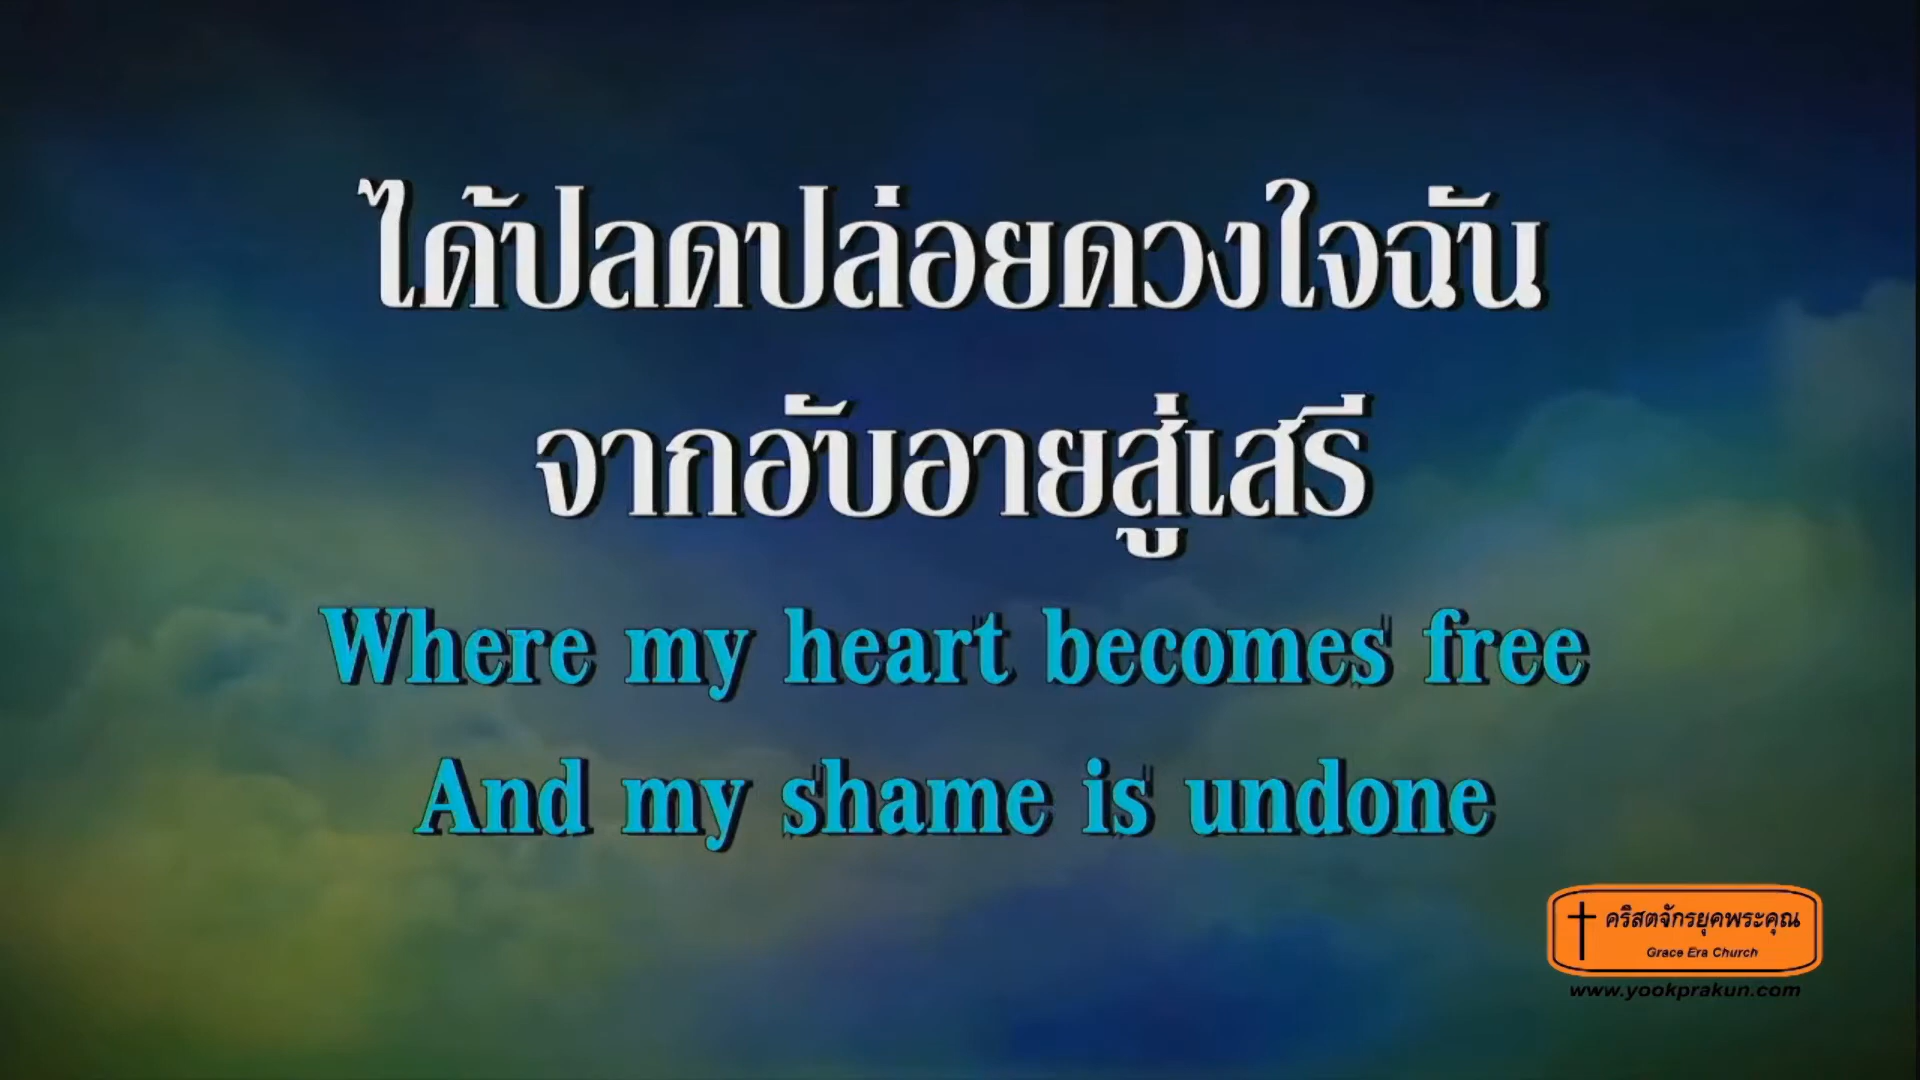 ได้ปลดปล่อยดวงใจฉัน
จากอับอายสู่เสรี
Where my heart becomes free
And my shame is undone
คริสตจักรยุคพระคุณ
Grace Era Church
www.yookprakun.com